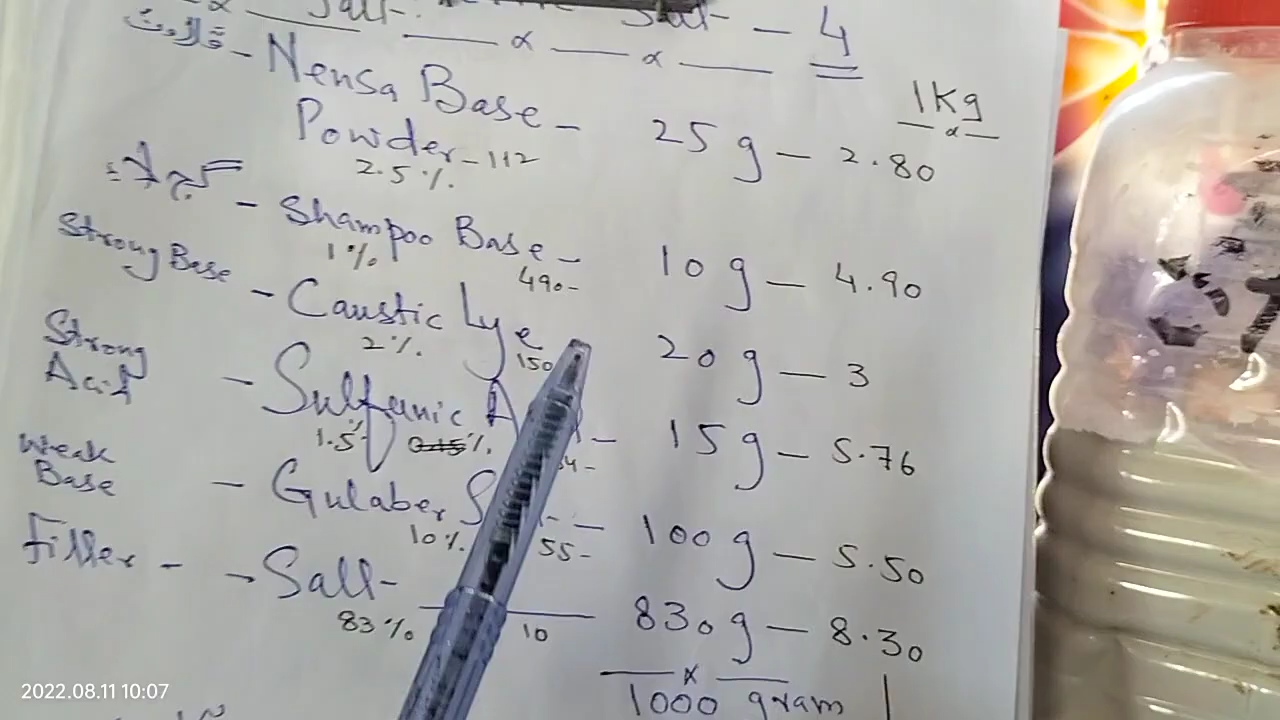 Salt - 4
Nensa Base
Powder - 112 - 25 g - 2.80
2.5%
- Shampoo Base - 10 g - 4.90
1% 490-
Strong Base - Caustic Lye 20 g - 3
2% 150
Strong Acid - Sulfunic - 15 g - 5.76
1.5%
Weak Base - Gulaber - 100 g - 5.50
10% 55-
Filler - - Salt - 830 g - 8.30
83% 10
1000 gram
1Kg
2022.08.11 10:07